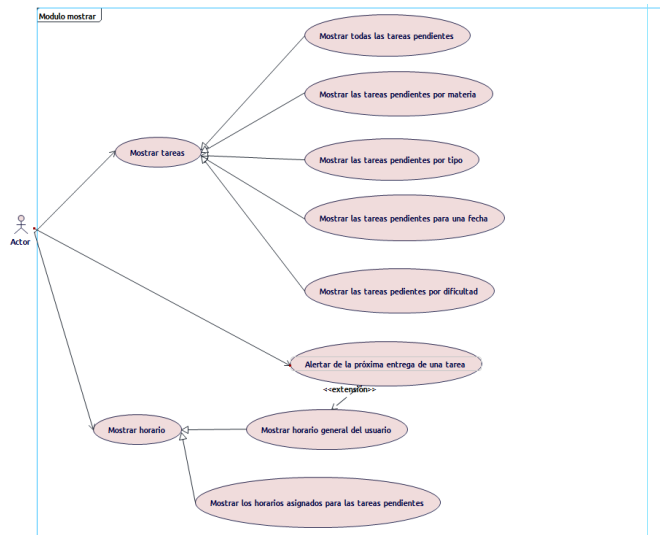 Modulo mostrar
Mostrar todas las tareas pendientes
Mostrar las tareas pendientes por materia
Mostrar tareas
Mostrar las tareas pendientes por tipo
Mostrar las tareas pendientes para una fecha
Actor
Mostrar las tareas pedientes por dificultad
Alertar de la próxima entrega de una tarea
<<extensión>>
Mostrar horario
Mostrar horario general del usuario
Mostrar los horarios asignados para las tareas pendientes